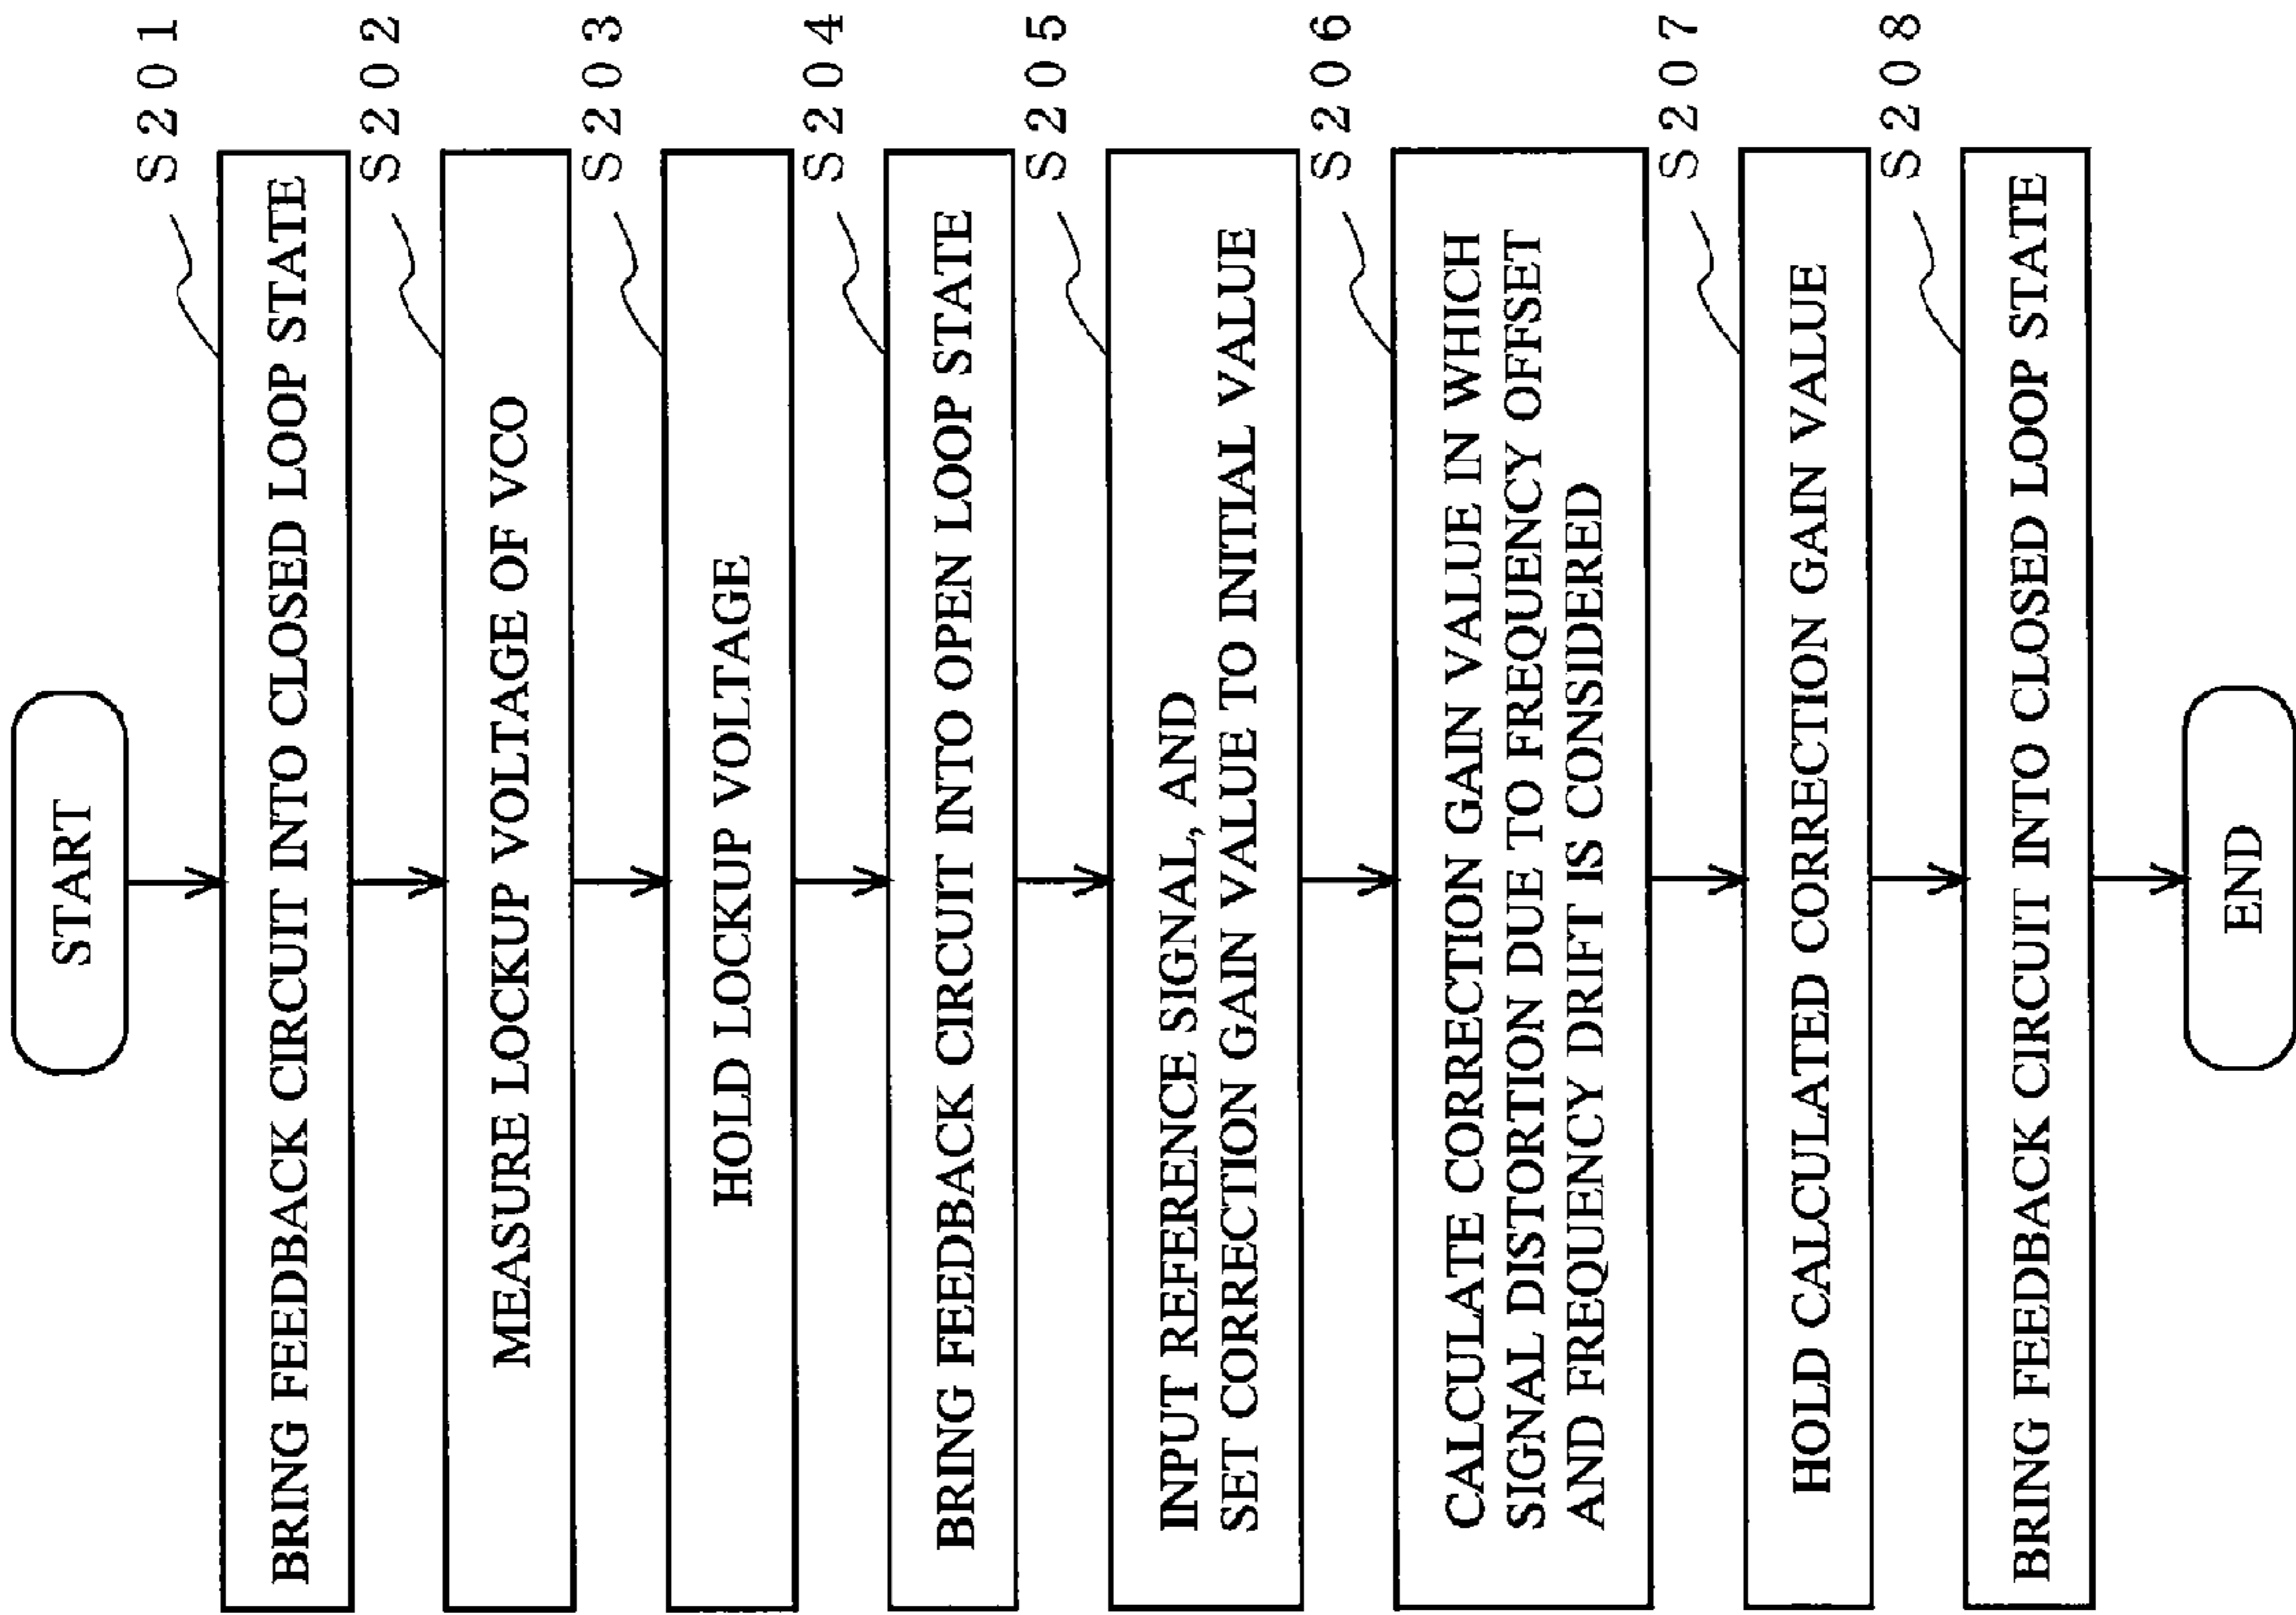 START
S201
BRING FEEDBACK CIRCUIT INTO CLOSED LOOP STATE
S202
MEASURE LOCKUP VOLTAGE OF VCO
S203
HOLD LOCKUP VOLTAGE
S204
BRING FEEDBACK CIRCUIT INTO OPEN LOOP STATE
S205
INPUT REFERENCE SIGNAL, AND
SET CORRECTION GAIN VALUE TO INITIAL VALUE
S206
CALCULATE CORRECTION GAIN VALUE IN WHICH
SIGNAL DISTORTION DUE TO FREQUENCY OFFSET
AND FREQUENCY DRIFT IS CONSIDERED
S207
HOLD CALCULATED CORRECTION GAIN VALUE
S208
BRING FEEDBACK CIRCUIT INTO CLOSED LOOP STATE
END